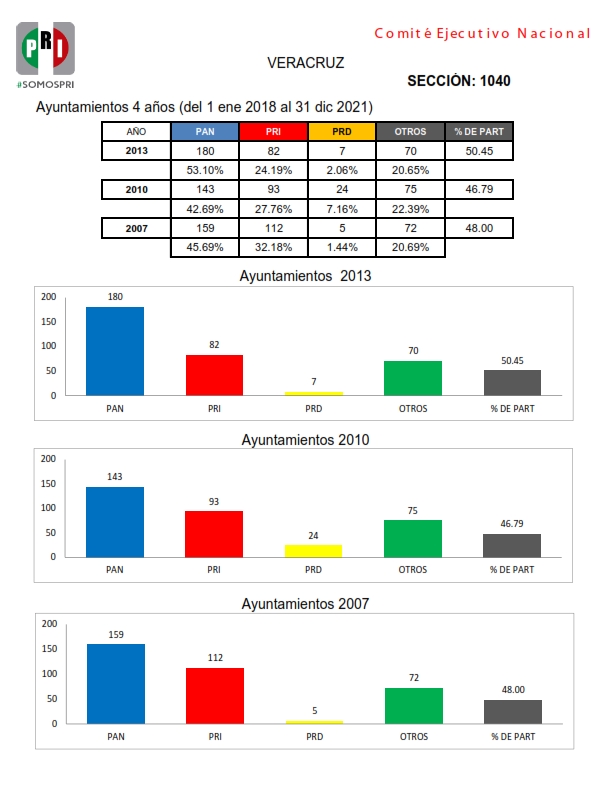 Comité Ejecutivo Nacional
PRI
#SOMOSPRI
VERACRUZ
SECCIÓN: 1040
Ayuntamientos 4 años (del 1 ene 2018 al 31 dic 2021)
AÑO PAN PRI PRD OTROS % DE PART
2013 180 82 7 70 50.45
53.10% 24.19% 2.06% 20.65%
2010 143 93 24 75 46.79
42.69% 27.76% 7.16% 22.39%
2007 159 112 5 72 48.00
45.69% 32.18% 1.44% 20.69%
Ayuntamientos 2013
200
150
100
50
0
180
82
7
70
50.45
PAN PRI PRD OTROS % DE PART
Ayuntamientos 2010
200
150
100
50
0
143
93
24
75
46.79
PAN PRI PRD OTROS % DE PART
Ayuntamientos 2007
200
150
100
50
0
159
112
5
72
48.00
PAN PRI PRD OTROS % DE PART